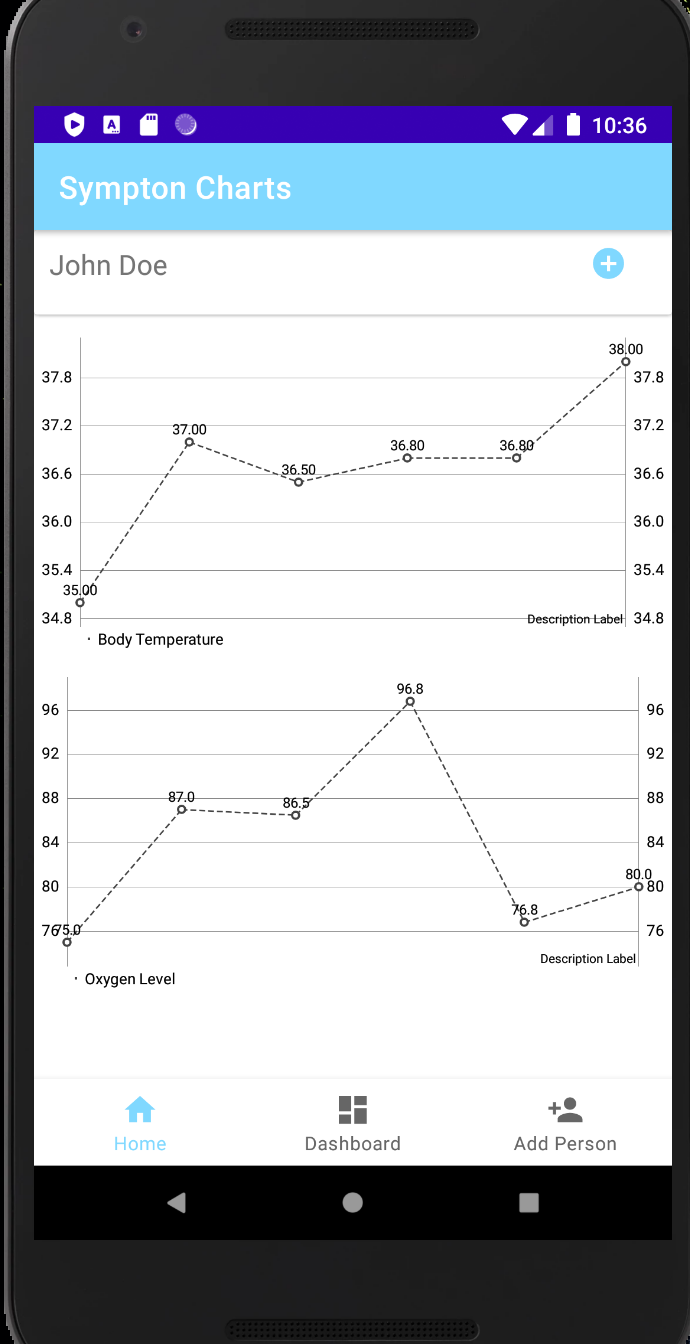 10:36
Sympton Charts
John Doe
38.00
37.8 37.8
37.00
37.2 37.2
36.80 36.80
36.50
36.6 36.6
36.0 36.0
35.4 35.4
35.00
34.8 Description Label 34.8
Body Temperature
96.8
96 96
92 92
87.0
88 88
86.5
84 84
80.0
80 80
76.8
76 75.0 76
Description Label
Oxygen Level
Home Dashboard Add Person